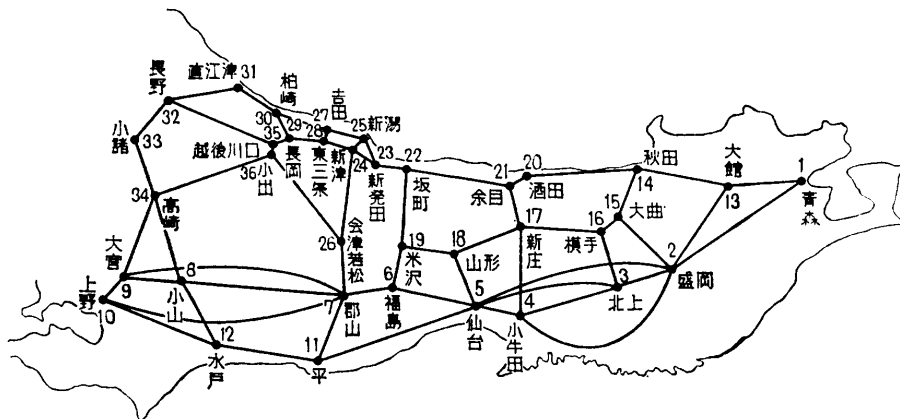 直江津 31
柏崎
長野
32
30
吉田
27
25 新潟
29
28
35
小諸
33
越後川口
長岡
東三条
新津
24
23
新発田
22
坂町
21
20
余目
酒田
秋田
14
大館
13
1
青森
36
小出
34
高崎
26
会津若松
19
米沢
18
山形
17
新庄
16
横手
15
大曲
2
盛岡
大宮
9
8
小山
上野
10
7
郡山
6
福島
5
仙台
4
小牛田
3
北上
12
水戸
11
平